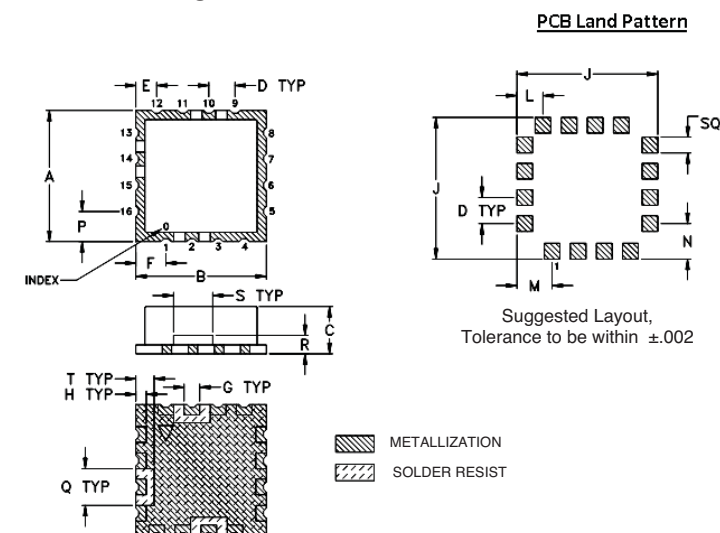 PCB Land Pattern
E
D TYP
12 11 10 9
13
14
15
16
8
7
6
5
A
P
0
1 2 3 4
F
B
INDEX
J
L
SQ
J
D TYP
N
1
M
Suggested Layout,
Tolerance to be within ±.002
S TYP
C
R
T TYP
H TYP
G TYP
Q TYP
METALLIZATION
SOLDER RESIST